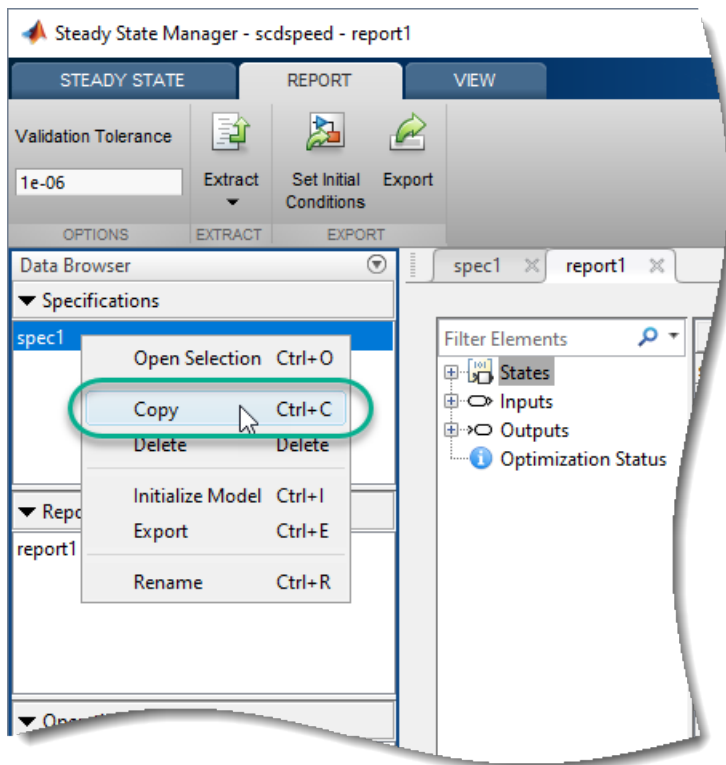 Steady State Manager - scdspeed - report1
STEADY STATE REPORT VIEW
Validation Tolerance
1e-06
Extract
Set Initial Conditions
Export
OPTIONS EXTRACT EXPORT
Data Browser
Specifications
spec1
Open Selection Ctrl+O
Copy Ctrl+C
Delete Delete
Initialize Model Ctrl+I
Export Ctrl+E
Rename Ctrl+R
report1
spec1 report1
Filter Elements
States
Inputs
Outputs
Optimization Status